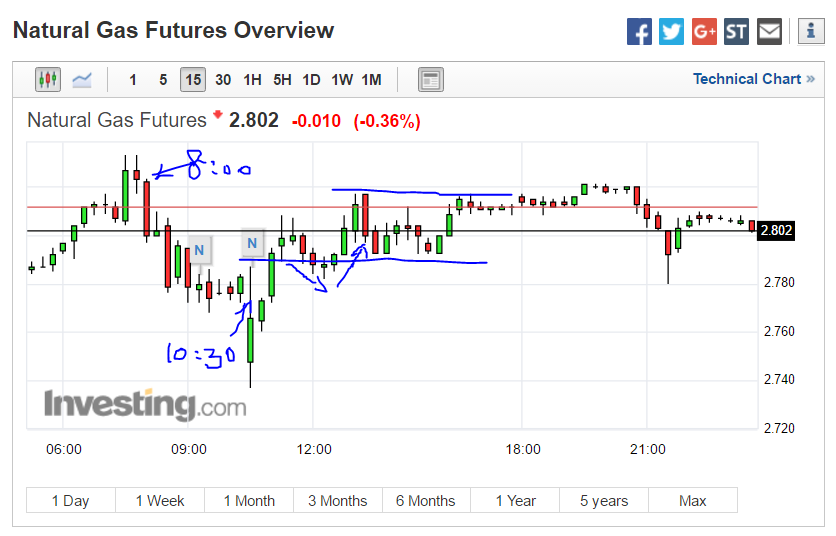 Natural Gas Futures Overview
f G+ ST i
1 5 15 30 1H 5H 1D 1W 1M Technical Chart »
Natural Gas Futures 2.802 -0.010 (-0.36%)
8:00
N N
2.802
2.780
10:30
2.760
2.740
Investing.com
2.720
06:00 09:00 12:00 18:00 21:00
1 Day 1 Week 1 Month 3 Months 6 Months 1 Year 5 years Max